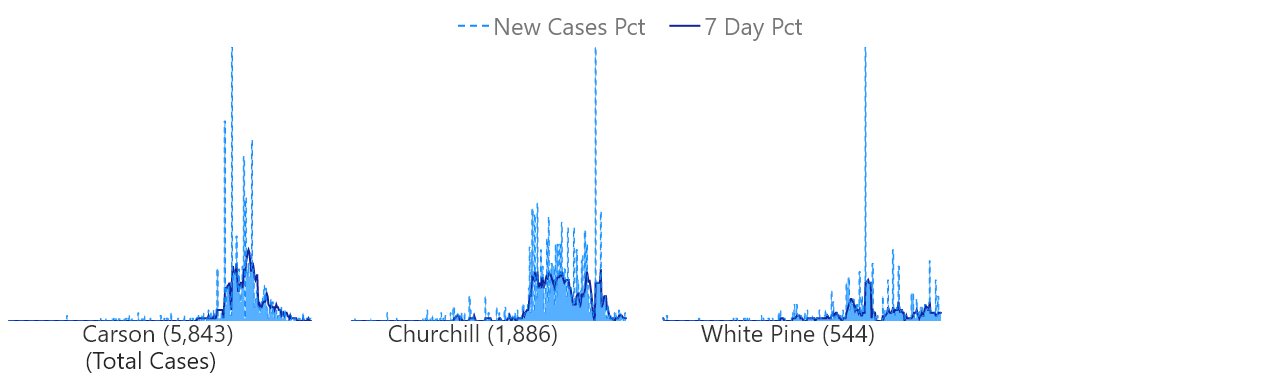 New Cases Pct 7 Day Pct
Carson (5,843) Churchill (1,886) White Pine (544)
(Total Cases)